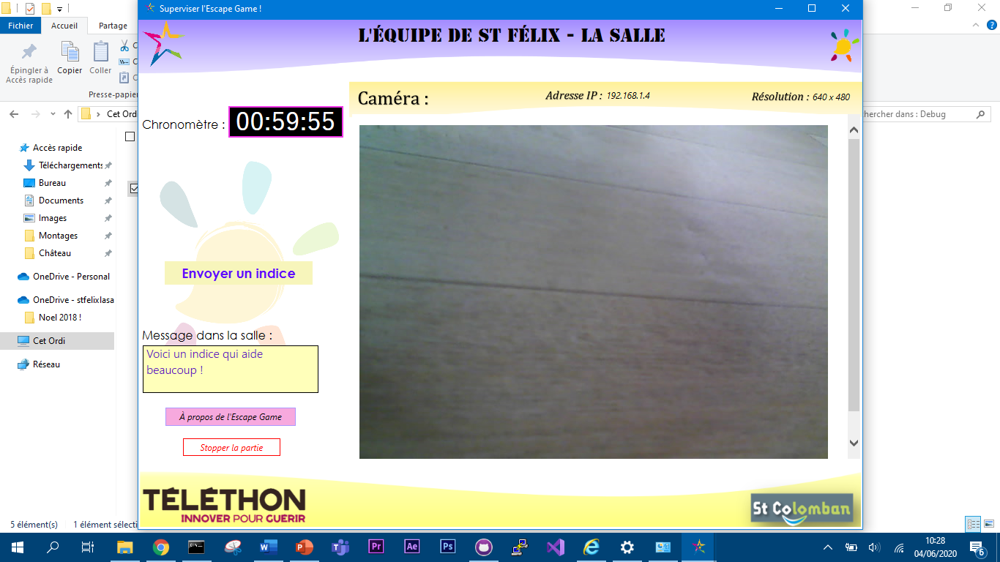 Superviser l'Escape Game !
Fichier
Accueil
Partage
Épingler à
Accès rapide
Copier
Coller
Presse-papier
L'ÉQUIPE DE ST FÉLIX - LA SALLE
Caméra :
Adresse IP : 192.168.1.4
Résolution : 640 x 480
Cet Ordi
hercher dans : Debug
Chronomètre :
00:59:55
Accès rapide
Téléchargements
Bureau
Documents
Images
Montages
Château
OneDrive - Personal
OneDrive - stfelixlasa
Noel 2018 !
Cet Ordi
Réseau
Envoyer un indice
Message dans la salle :
Voici un indice qui aide
beaucoup !
À propos de l'Escape Game
Stopper la partie
TÉLÉTHON
INNOVER POUR GUÉRIR
St Colomban
5 élément(s)
1 élément sélecti
10:28
04/06/2020
6